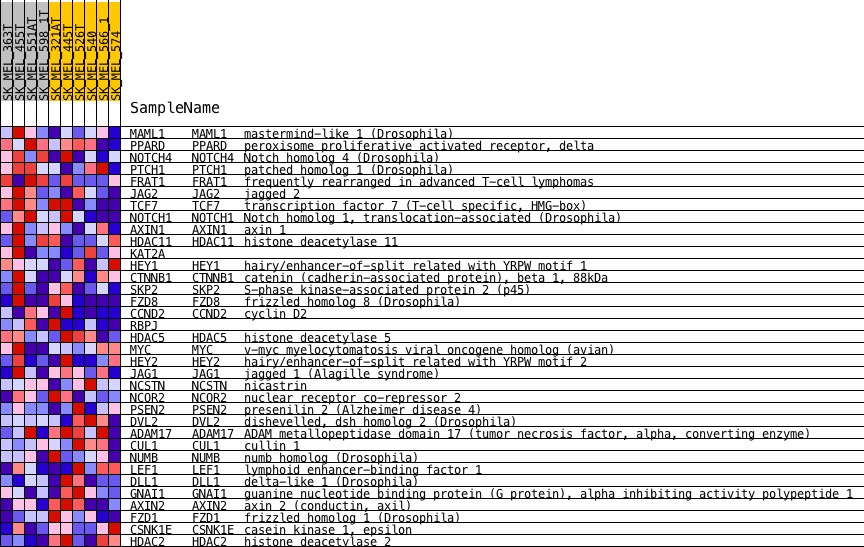 SK_MEL_363T
SK_MEL_455T
SK_MEL_551AT
SK_MEL_598_1T
SK_MEL_321AT
SK_MEL_445T
SK_MEL_526T
SK_MEL_540
SK_MEL_566_1
SK_MEL_574
SampleName
MAML1 MAML1 mastermind-like 1 (Drosophila)
PPARD PPARD peroxisome proliferative activated receptor, delta
NOTCH4 NOTCH4 Notch homolog 4 (Drosophila)
PTCH1 PTCH1 patched homolog 1 (Drosophila)
FRAT1 FRAT1 frequently rearranged in advanced T-cell lymphomas
JAG2 JAG2 jagged 2
TCF7 TCF7 transcription factor 7 (T-cell specific, HMG-box)
NOTCH1 NOTCH1 Notch homolog 1, translocation-associated (Drosophila)
AXIN1 AXIN1 axin 1
HDAC11 HDAC11 histone deacetylase 11
KAT2A
HEY1 HEY1 hairy/enhancer-of-split related with YRPW motif 1
CTNNB1 CTNNB1 catenin (cadherin-associated protein), beta 1, 88kDa
SKP2 SKP2 S-phase kinase-associated protein 2 (p45)
FZD8 FZD8 frizzled homolog 8 (Drosophila)
CCND2 CCND2 cyclin D2
RBPJ
HDAC5 HDAC5 histone deacetylase 5
MYC MYC v-myc myelocytomatosis viral oncogene homolog (avian)
HEY2 HEY2 hairy/enhancer-of-split related with YRPW motif 2
JAG1 JAG1 jagged 1 (Alagille syndrome)
NCSTN NCSTN nicastrin
NCOR2 NCOR2 nuclear receptor co-repressor 2
PSEN2 PSEN2 presenilin 2 (Alzheimer disease 4)
DVL2 DVL2 dishevelled, dsh homolog 2 (Drosophila)
ADAM17 ADAM17 ADAM metallopeptidase domain 17 (tumor necrosis factor, alpha, converting enzyme)
CUL1 CUL1 cullin 1
NUMB NUMB numb homolog (Drosophila)
LEF1 LEF1 lymphoid enhancer-binding factor 1
DLL1 DLL1 delta-like 1 (Drosophila)
GNAI1 GNAI1 guanine nucleotide binding protein (G protein), alpha inhibiting activity polypeptide 1
AXIN2 AXIN2 axin 2 (conductin, axil)
FZD1 FZD1 frizzled homolog 1 (Drosophila)
CSNK1E CSNK1E casein kinase 1, epsilon
HDAC2 HDAC2 histone deacetylase 2